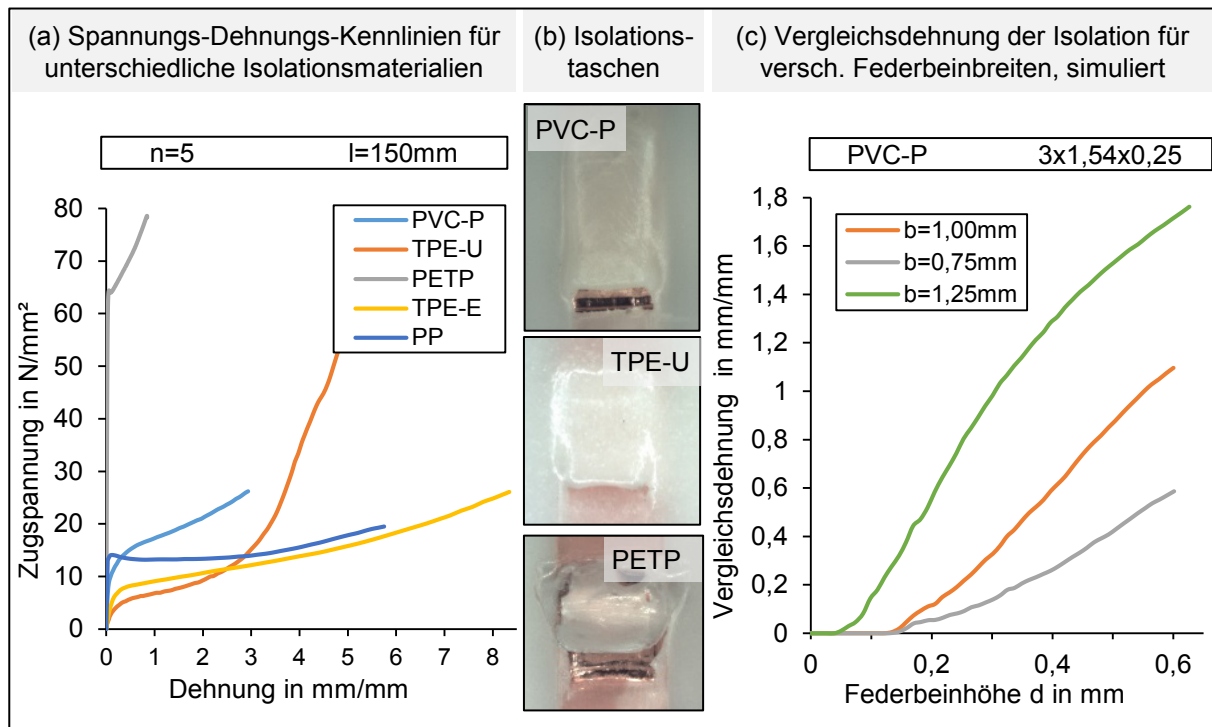 (a) Spannungs-Dehnungs-Kennlinien für
unterschiedliche Isolationsmaterialien
n=5 l=150mm
80
70
60
50
40
30
20
10
0
Zugspannung in N/mm²
PVC-P
TPE-U
PETP
TPE-E
PP
0 1 2 3 4 5 6 7 8
Dehnung in mm/mm
(b) Isolations-
taschen
PVC-P
TPE-U
PETP
(c) Vergleichsdehnung der Isolation für
versch. Federbeinbreiten, simuliert
PVC-P 3x1,54x0,25
1,8
1,6
1,4
1,2
1
0,8
0,6
0,4
0,2
0
Vergleichsdehnung in mm/mm
b=1,00mm
b=0,75mm
b=1,25mm
0 0,2 0,4 0,6
Federbeinhöhe d in mm